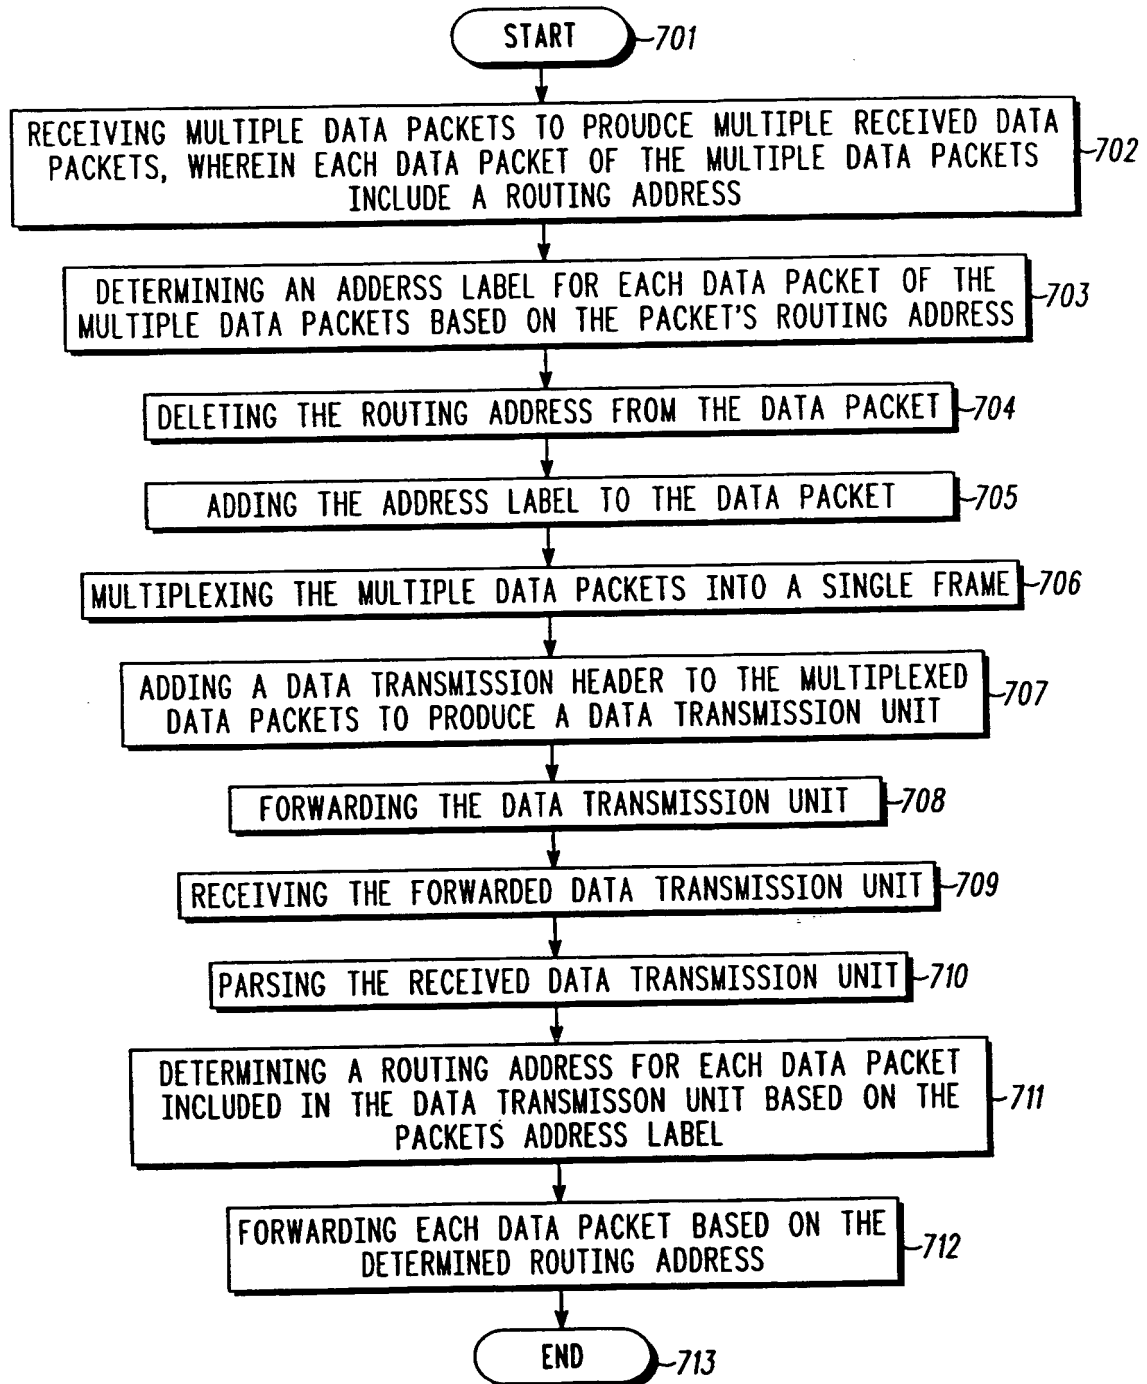 START
701
RECEIVING MULTIPLE DATA PACKETS TO PROUDCE MULTIPLE RECEIVED DATA
PACKETS, WHEREIN EACH DATA PACKET OF THE MULTIPLE DATA PACKETS
INCLUDE A ROUTING ADDRESS
702
DETERMINING AN ADDERSS LABEL FOR EACH DATA PACKET OF THE
MULTIPLE DATA PACKETS BASED ON THE PACKET'S ROUTING ADDRESS
703
DELETING THE ROUTING ADDRESS FROM THE DATA PACKET
704
ADDING THE ADDRESS LABEL TO THE DATA PACKET
705
MULTIPLEXING THE MULTIPLE DATA PACKETS INTO A SINGLE FRAME
706
ADDING A DATA TRANSMISSION HEADER TO THE MULTIPLEXED
DATA PACKETS TO PRODUCE A DATA TRANSMISSION UNIT
707
FORWARDING THE DATA TRANSMISSION UNIT
708
RECEIVING THE FORWARDED DATA TRANSMISSION UNIT
709
PARSING THE RECEIVED DATA TRANSMISSION UNIT
710
DETERMINING A ROUTING ADDRESS FOR EACH DATA PACKET
INCLUDED IN THE DATA TRANSMISSON UNIT BASED ON THE
PACKETS ADDRESS LABEL
711
FORWARDING EACH DATA PACKET BASED ON THE
DETERMINED ROUTING ADDRESS
712
END
713